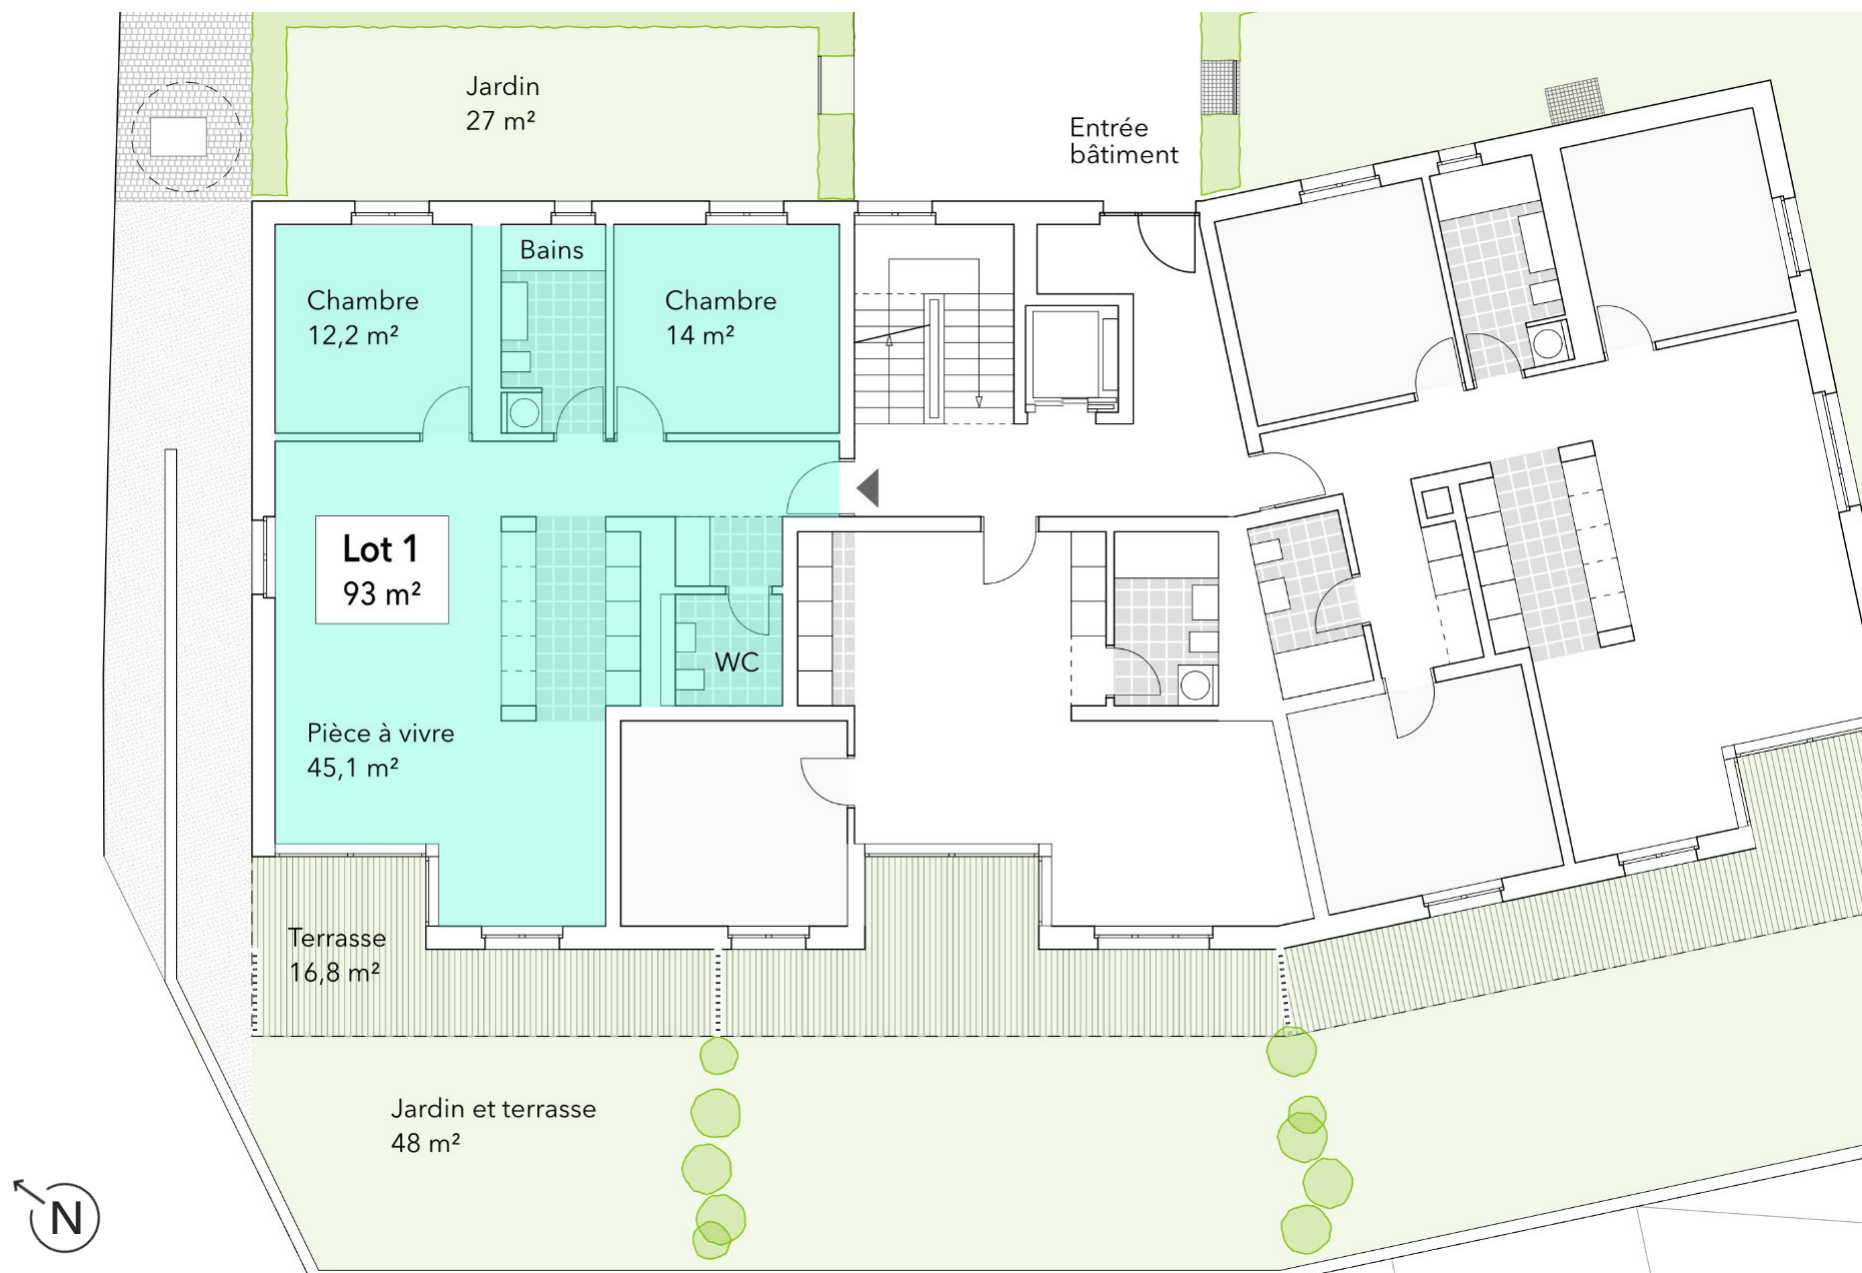 Jardin
27 m²
Entrée
bâtiment
Bains
Chambre
12,2 m²
Chambre
14 m²
Lot 1
93 m²
WC
Pièce à vivre
45,1 m²
Terrasse
16,8 m²
Jardin et terrasse
48 m²
N